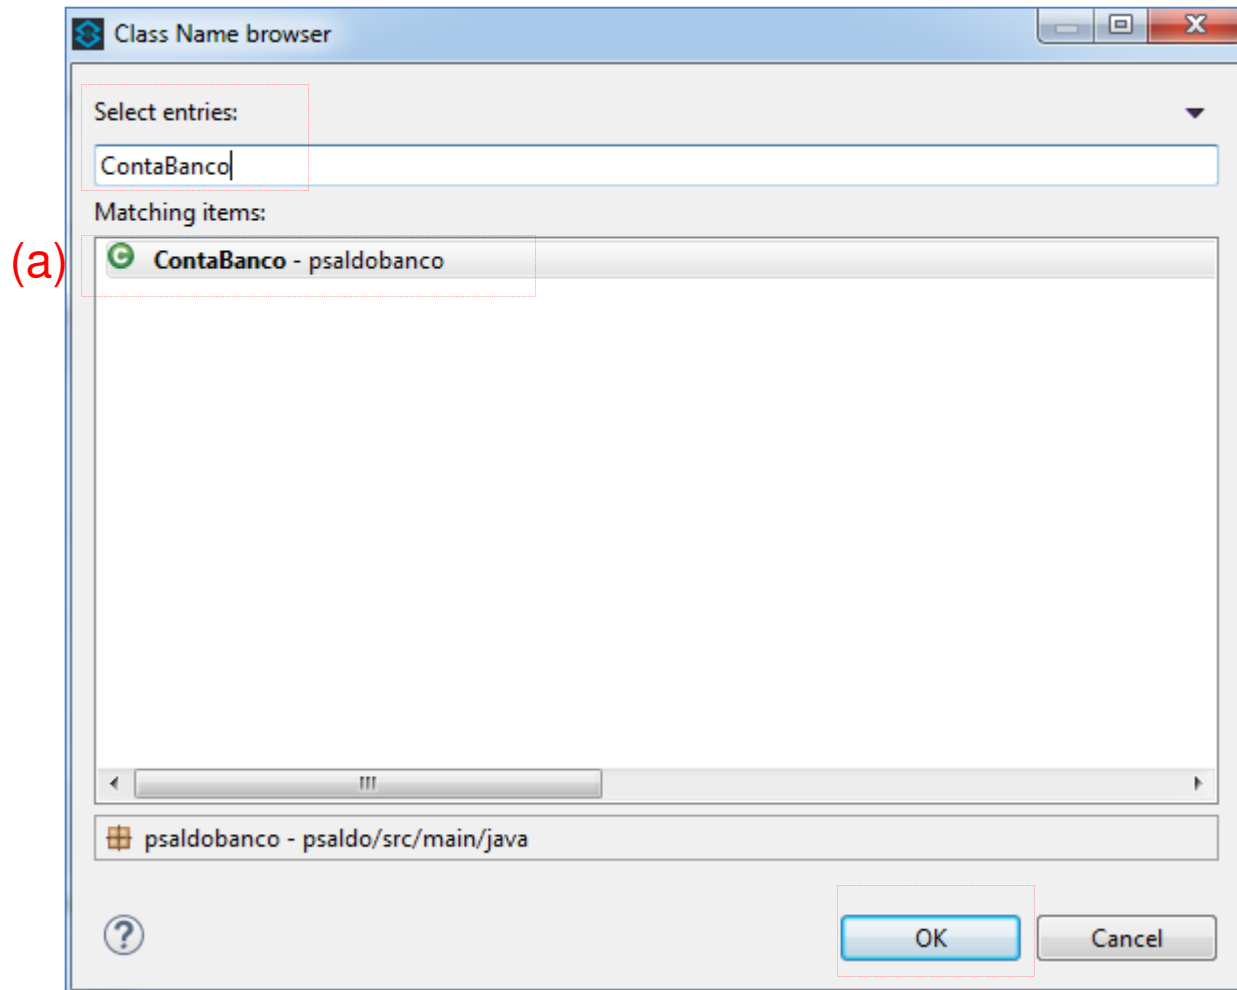 Class Name browser
Select entries:
ContaBanco
Matching items:
(a)
ContaBanco - psaldobanco
psaldobanco - psaldo/src/main/java
OK
Cancel